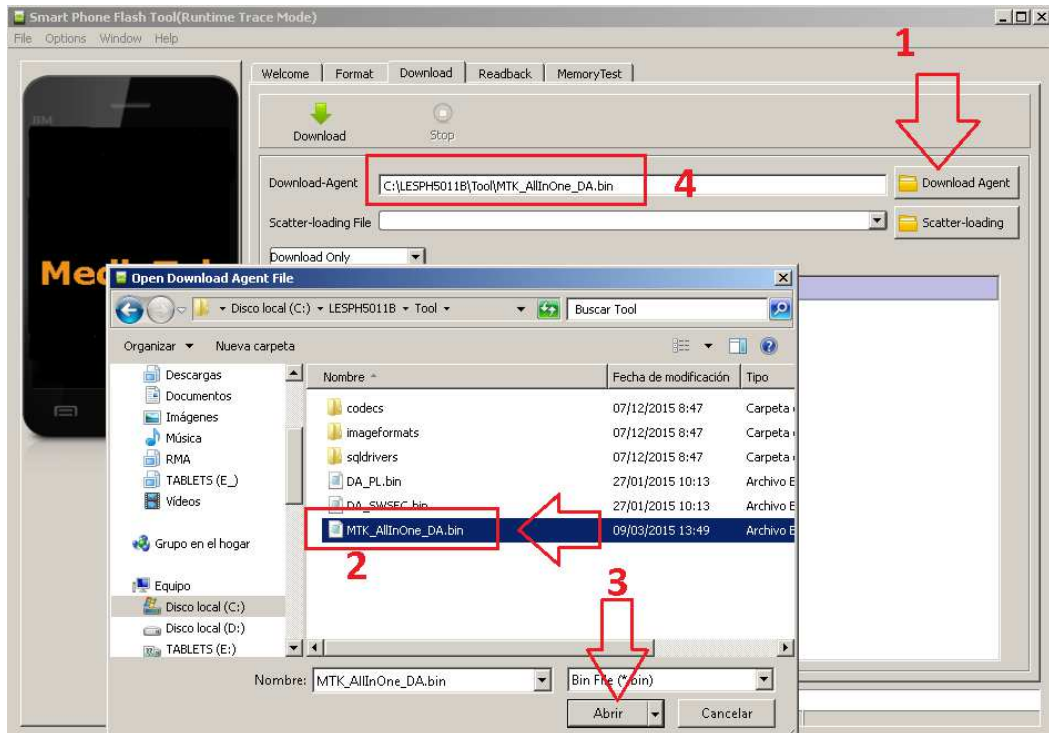 Smart Phone Flash Tool(Runtime Trace Mode)
File Options Window Help
1
Welcome Format Download Readback MemoryTest
BM
Download Stop
Download-Agent C:\LESPH5011B\Tool\MTK_AllInOne_DA.bin 4 Download Agent
Scatter-loading File Scatter-loading
Download Only
Open Download Agent File
Disco local (C:) LESPH5011B Tool Buscar Tool
Organizar Nueva carpeta
Nombre Fecha de modificación Tipo
Descargas
Documentos
Imágenes
Música
RMA
TABLETS (E_)
Vídeos
Grupo en el hogar
Equipo
Disco local (C:)
Disco local (D:)
TABLETS (E:)
codecs 07/12/2015 8:47 Carpeta
imageformats 07/12/2015 8:47 Carpeta
sqldrivers 07/12/2015 8:47 Carpeta
DA_PL.bin 27/01/2015 10:13 Archivo
DA_SWSEC.bin 27/01/2015 10:13 Archivo
MTK_AllInOne_DA.bin 09/03/2015 13:49 Archivo
2
3
Nombre: MTK_AllInOne_DA.bin Bin File (*.bin)
Abrir Cancelar